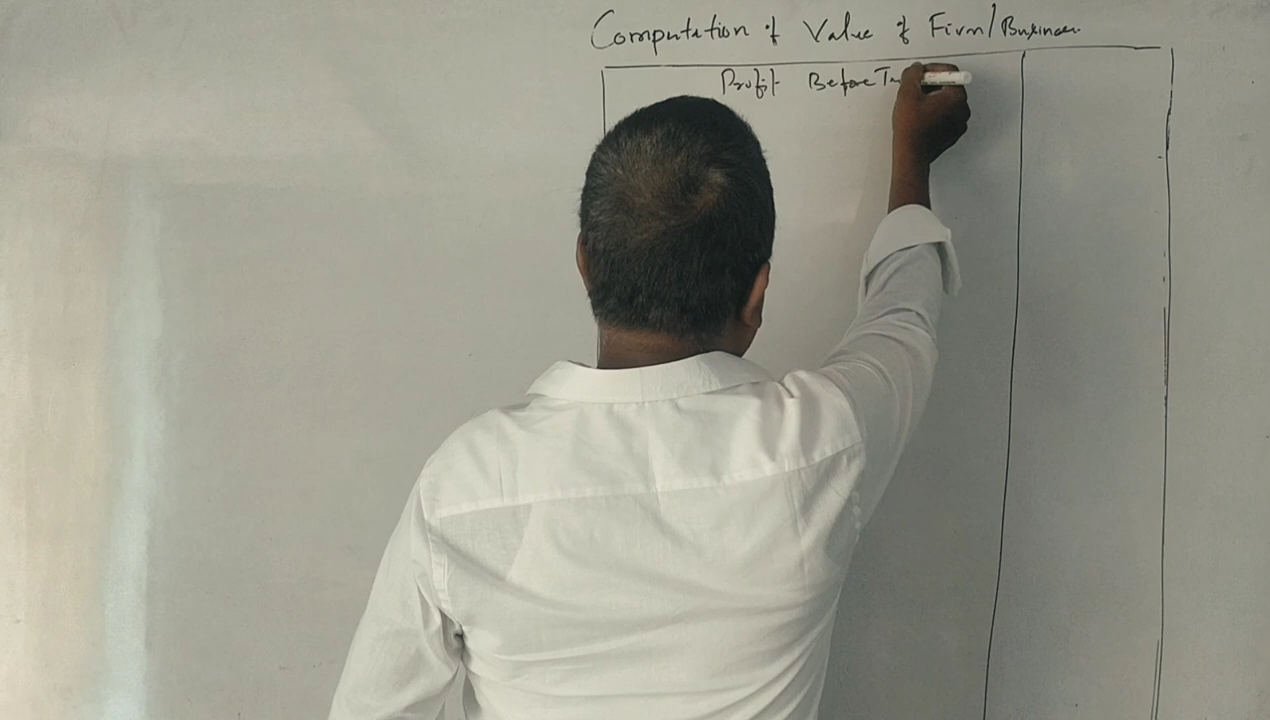 Computation of Value of Firm/Business
Profit Before T